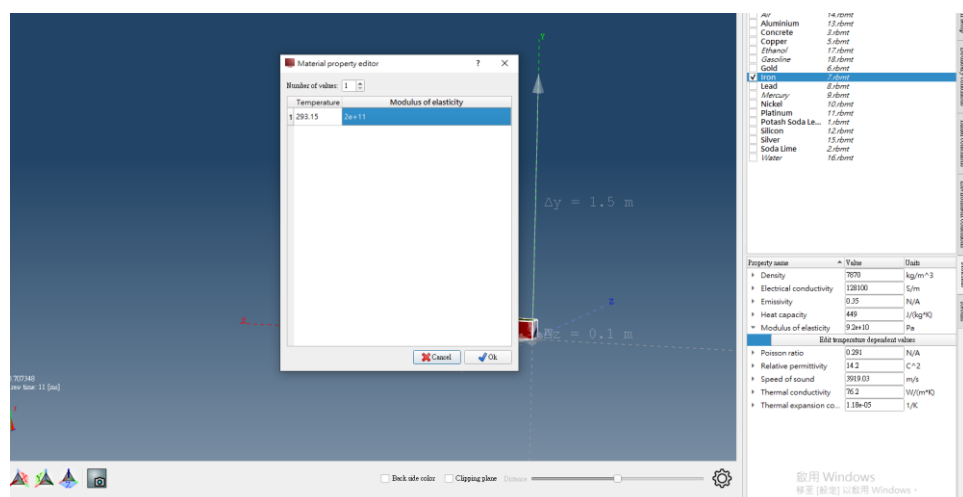 Material property editor
? ×
Number of values: 1
Temperature Modulus of elasticity
1 293.15 2e+11
Cancel Ok
Y
Δy = 1.5 m
z
X
Δz = 0.1 m
Air 14.rbmt
Aluminium 13.rbmt
Concrete 3.rbmt
Copper 5.rbmt
Ethanol 17.rbmt
Gasoline 18.rbmt
Gold 6.rbmt
Iron 7.rbmt
Lead 8.rbmt
Mercury 9.rbmt
Nickel 10.rbmt
Platinum 11.rbmt
Potash Soda Le... 1.rbmt
Silicon 12.rbmt
Silver 15.rbmt
Soda Lime 2.rbmt
Water 16.rbmt
Property name Value Units
Density 7870 kg/m^3
Electrical conductivity 128100 S/m
Emissivity 0.35 N/A
Heat capacity 449 J/(kg*K)
Modulus of elasticity 9.2e+10 Pa
Edit temperature dependent values
Poisson ratio 0.291 N/A
Relative permittivity 14.2 C^2
Speed of sound 3919.03 m/s
Thermal conductivity 76.2 W/(m*K)
Thermal expansion co... 1.18e-05 1/K
707348
time: 11 [ms]
Back side color Clipping plane Distance
啟用 Windows
移至 [設定] 以啟用 Windows。